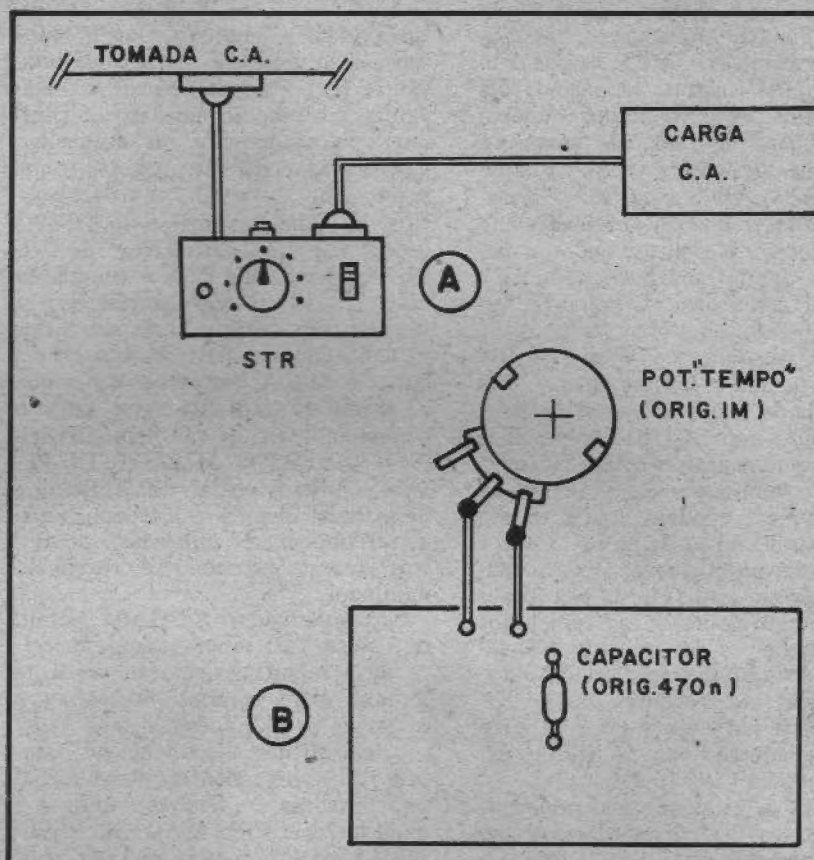 TOMADA C.A.
CARGA
C.A.
A
STR
POT."TEMPO"
(ORIG.1M)
CAPACITOR
(ORIG.470n)
B